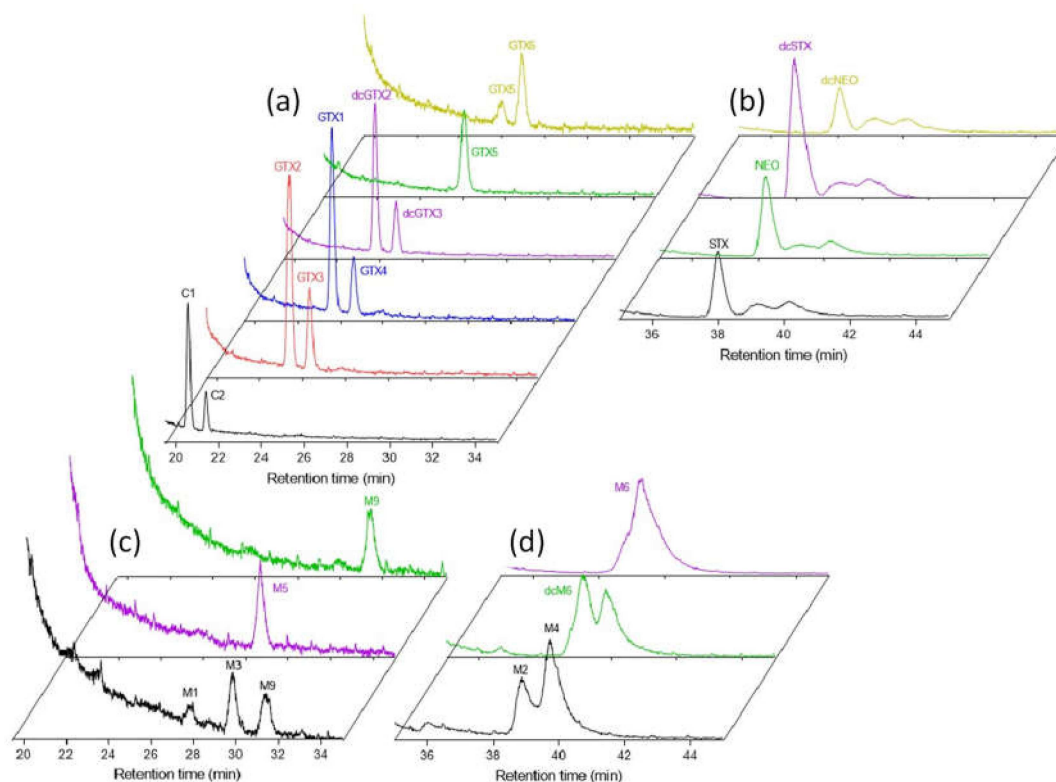 (a)
GTX5
GTX6
dcGTX2
GTX1
GTX5
GTX2
dcGTX3
GTX4
GTX3
C1
C2
20 22 24 26 28 30 32 34
Retention time (min)
(b)
dcSTX
dcNEO
NEO
STX
36 38 40 42 44
Retention time (min)
(c)
M9
M5
M3
M1
M9
20 22 24 26 28 30 32 34
Retention time (min)
(d)
M6
dcM6
M4
M2
36 38 40 42 44
Retention time (min)